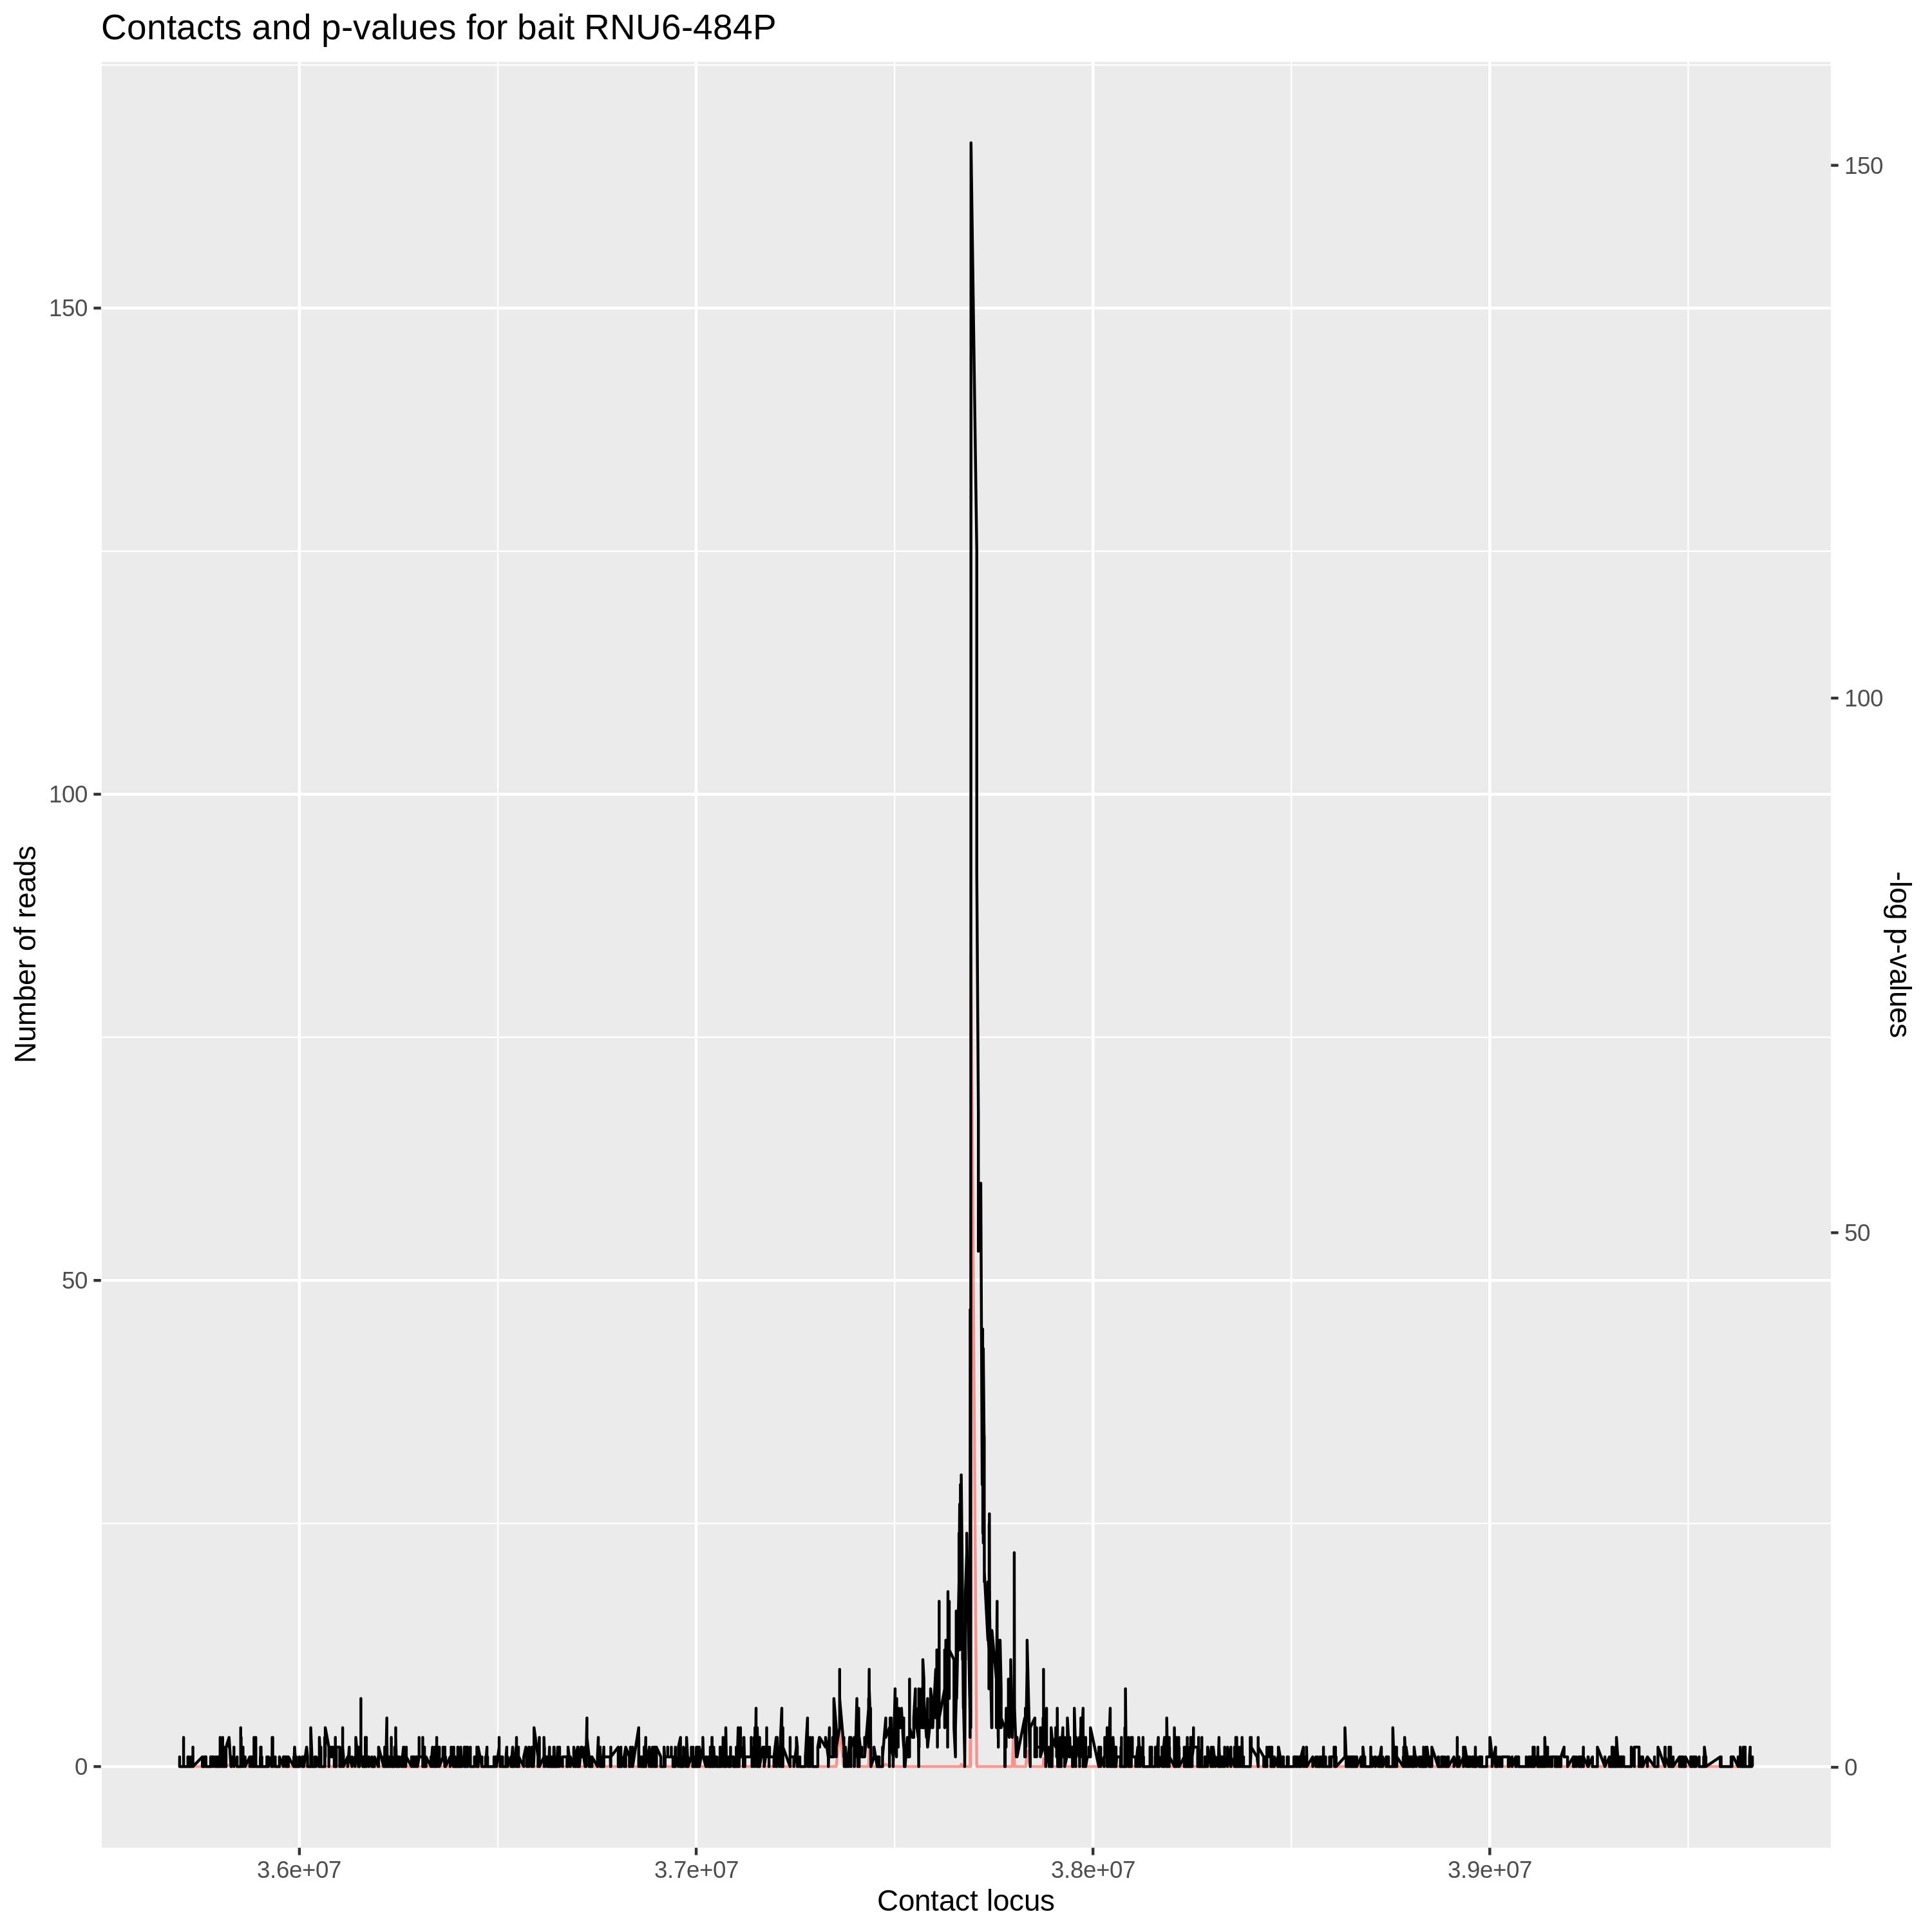 Contacts and p-values for bait RNU6-484P
150
100
50
0
Number of reads
150
100
50
0
-log p-values
3.6e+07
3.7e+07
3.8e+07
3.9e+07
Contact locus